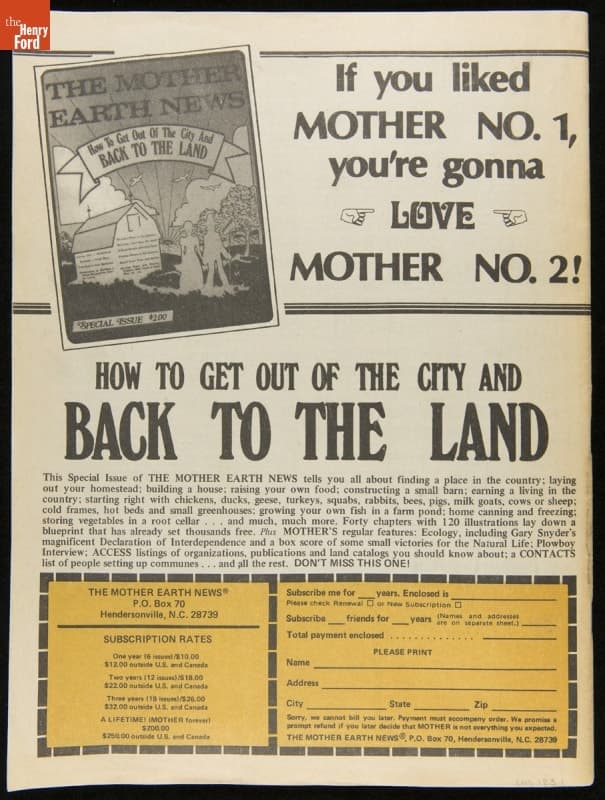 the
Henry
Ford
THE MOTHER
EARTH NEWS
How To Get Out Of The City And
BACK TO THE LAND
SPECIAL ISSUE $2.00
If you liked
MOTHER NO. 1,
you're gonna
LOVE
MOTHER NO. 2!
HOW TO GET OUT OF THE CITY AND
BACK TO THE LAND
This Special Issue of THE MOTHER EARTH NEWS tells you all about finding a place in the country; laying
out your homestead; building a house; raising your own food; constructing a small barn; earning a living in the
country; starting right with chickens, ducks, geese, turkeys, squabs, rabbits, bees, pigs, milk goats, cows or sheep;
cold frames, hot beds and small greenhouses; growing your own fish in a farm pond; home canning and freezing;
storing vegetables in a root cellar . . . and much, much more. Forty chapters with 120 illustrations lay down a
blueprint that has already set thousands free. Plus MOTHER'S regular features: Ecology, including Gary Snyder's
magnificent Declaration of Interdependence and a box score of some small victories for the Natural Life; Plowboy
Interview; ACCESS listings of organizations, publications and land catalogs you should know about; a CONTACTS
list of people setting up communes . . . and all the rest. DON'T MISS THIS ONE!
THE MOTHER EARTH NEWS®
P.O. Box 70
Hendersonville, N.C. 28739
SUBSCRIPTION RATES
One year (6 issues)/$10.00
$12.00 outside U.S. and Canada
Two years (12 issues)/$18.00
$22.00 outside U.S. and Canada
Three years (18 issues)/$26.00
$32.00 outside U.S. and Canada
A LIFETIME! (MOTHER forever)
$200.00
$250.00 outside U.S. and Canada
Subscribe me for ___ years. Enclosed is
Please check Renewal ☐ or New Subscription ☐
Subscribe ___ friends for ___ years (Names and addresses are on separate sheet.)
Total payment enclosed . . . . . . . . . . . . . .
PLEASE PRINT
Name
Address
City State Zip
Sorry, we cannot bill you later. Payment must accompany order. We promise a
prompt refund if you later decide that MOTHER is not everything you expected.
THE MOTHER EARTH NEWS®, P.O. Box 70, Hendersonville, N.C. 28739